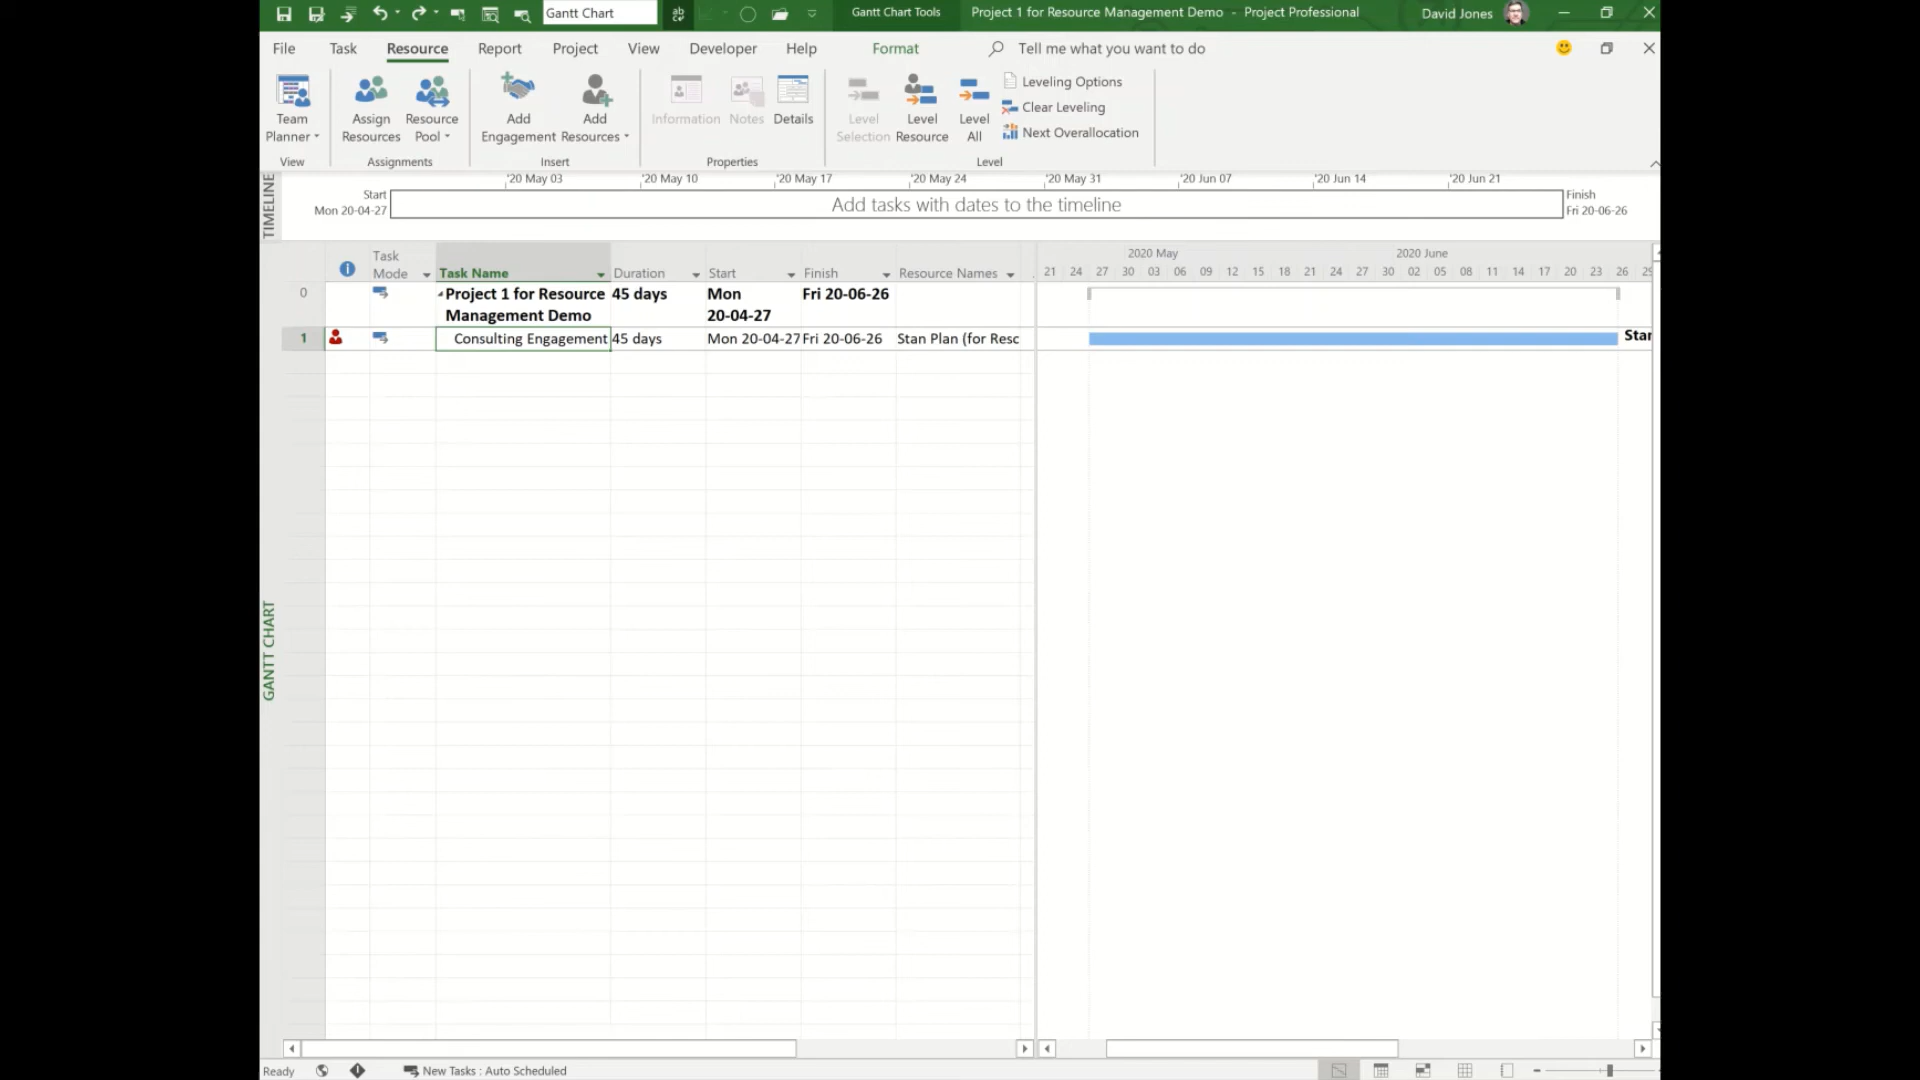 Gantt Chart
Gantt Chart Tools
Project 1 for Resource Management Demo - Project Professional
David Jones
File Task Resource Report Project View Developer Help Format Tell me what you want to do
Team Planner
Assign Resources
Resource Pool
Add Engagement
Add Resources
Information
Notes
Details
Level Selection
Level Resource
Level All
Leveling Options
Clear Leveling
Next Overallocation
View Assignments Insert Properties Level
TIMELINE
'20 May 03 '20 May 10 '20 May 17 '20 May 24 '20 May 31 '20 Jun 07 '20 Jun 14 '20 Jun 21
Start
Mon 20-04-27
Add tasks with dates to the timeline
Finish
Fri 20-06-26
Task Mode
Task Name
Duration
Start
Finish
Resource Names
2020 May 2020 June
21 24 27 30 03 06 09 12 15 18 21 24 27 30 02 05 08 11 14 17 20 23 26 29
0 Project 1 for Resource Management Demo 45 days Mon 20-04-27 Fri 20-06-26
1 Consulting Engagement 45 days Mon 20-04-27 Fri 20-06-26 Stan Plan (for Resc
Star
GANTT CHART
Ready
New Tasks : Auto Scheduled